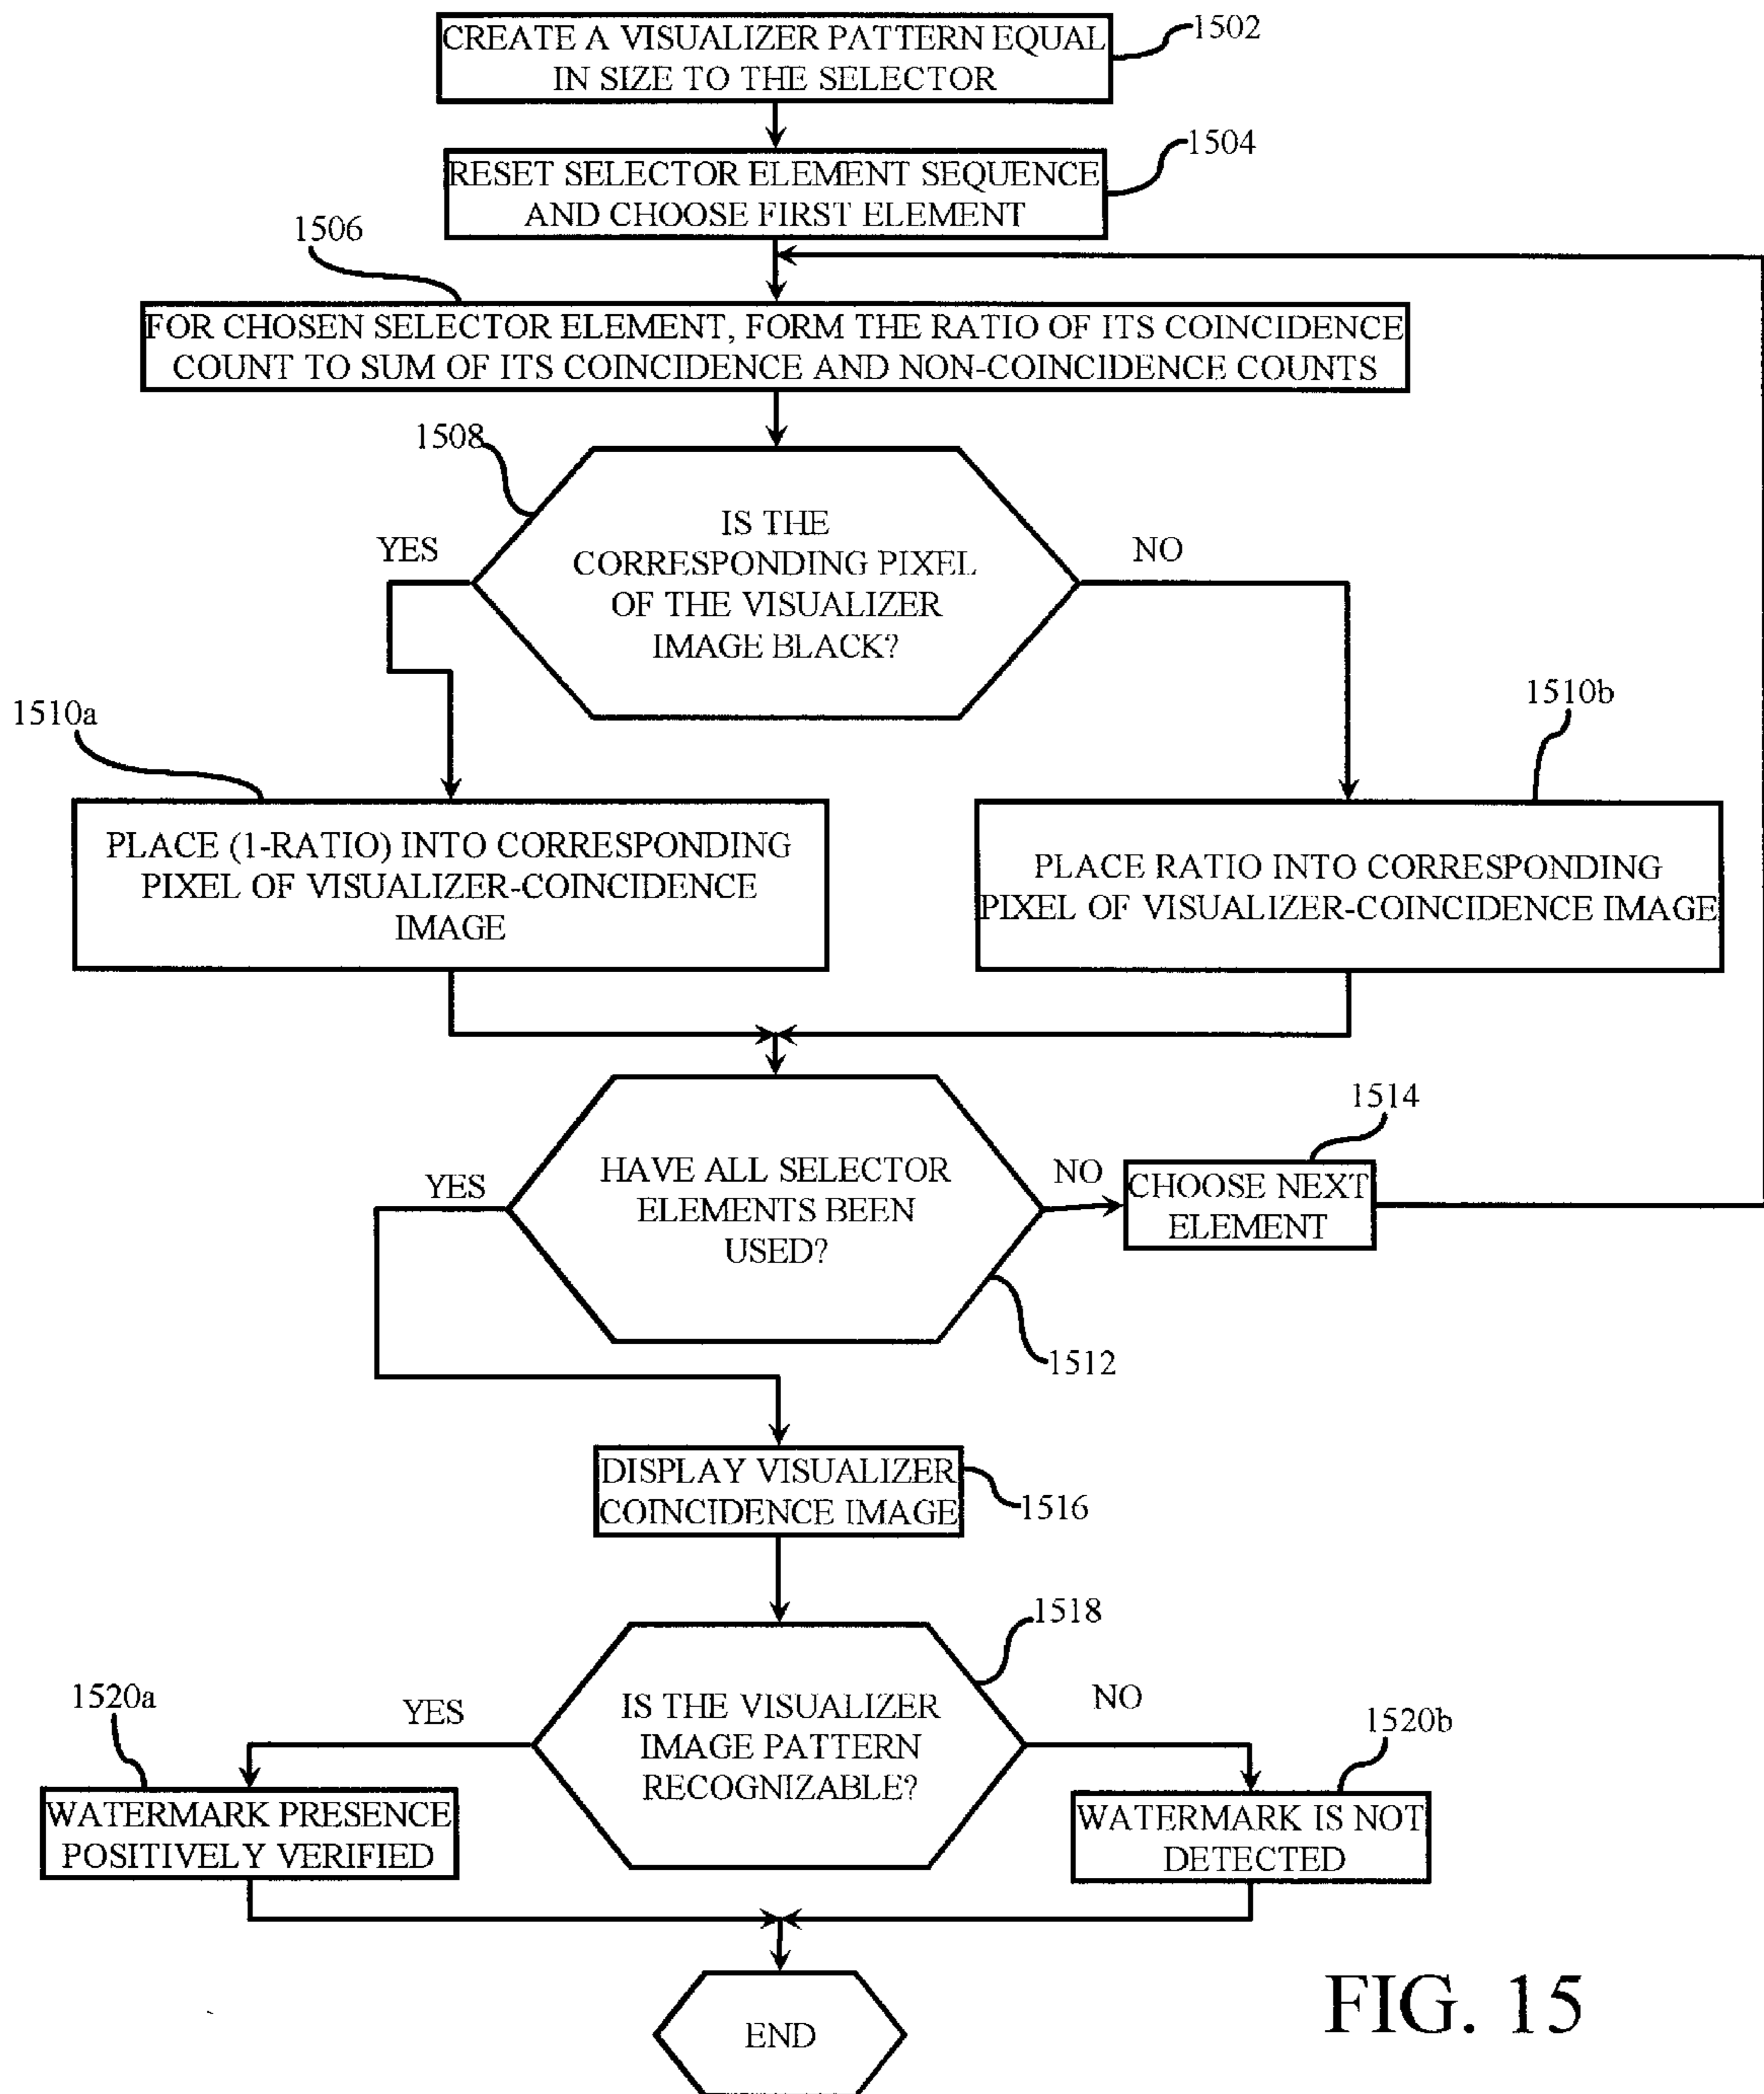 CREATE A VISUALIZER PATTERN EQUAL
IN SIZE TO THE SELECTOR
1502
RESET SELECTOR ELEMENT SEQUENCE
AND CHOOSE FIRST ELEMENT
1504
1506
FOR CHOSEN SELECTOR ELEMENT, FORM THE RATIO OF ITS COINCIDENCE
COUNT TO SUM OF ITS COINCIDENCE AND NON-COINCIDENCE COUNTS
1508
IS THE
CORRESPONDING PIXEL
OF THE VISUALIZER
IMAGE BLACK?
YES
NO
1510a
1510b
PLACE (1-RATIO) INTO CORRESPONDING
PIXEL OF VISUALIZER-COINCIDENCE
IMAGE
PLACE RATIO INTO CORRESPONDING
PIXEL OF VISUALIZER-COINCIDENCE IMAGE
HAVE ALL SELECTOR
ELEMENTS BEEN
USED?
YES
NO
1514
CHOOSE NEXT
ELEMENT
1512
DISPLAY VISUALIZER
COINCIDENCE IMAGE
1516
1518
IS THE VISUALIZER
IMAGE PATTERN
RECOGNIZABLE?
YES
NO
1520a
1520b
WATERMARK PRESENCE
POSITIVELY VERIFIED
WATERMARK IS NOT
DETECTED
END
FIG. 15